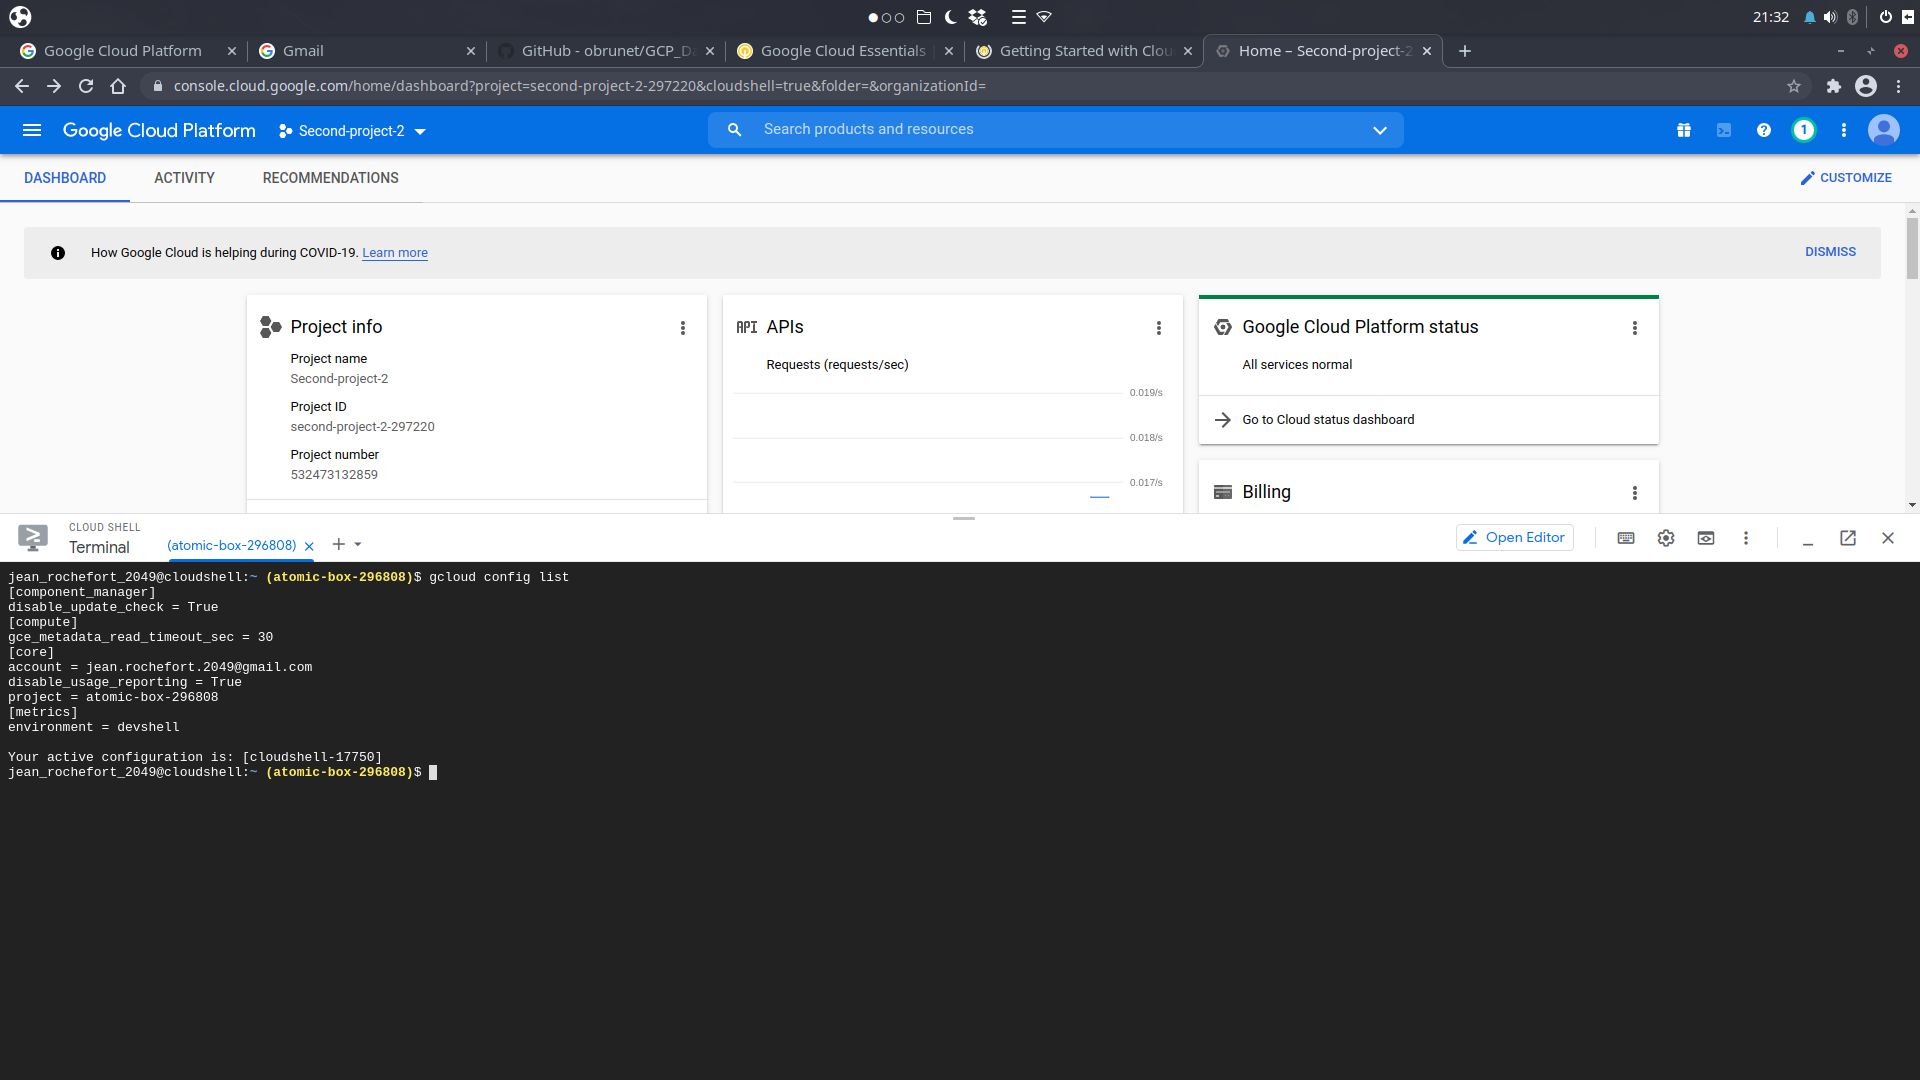 21:32
Google Cloud Platform
Gmail
GitHub - obrunet/GCP_Da
Google Cloud Essentials
Getting Started with Clou
Home – Second-project-2
console.cloud.google.com/home/dashboard?project=second-project-2-297220&cloudshell=true&folder=&organizationId=
Google Cloud Platform
Second-project-2
Search products and resources
1
DASHBOARD
ACTIVITY
RECOMMENDATIONS
CUSTOMIZE
How Google Cloud is helping during COVID-19. Learn more
DISMISS
Project info
Project name
Second-project-2
Project ID
second-project-2-297220
Project number
532473132859
API APIs
Requests (requests/sec)
0.019/s
0.018/s
0.017/s
Google Cloud Platform status
All services normal
Go to Cloud status dashboard
Billing
CLOUD SHELL
Terminal
(atomic-box-296808)
Open Editor
jean_rochefort_2049@cloudshell:~ (atomic-box-296808)$ gcloud config list
[component_manager]
disable_update_check = True
[compute]
gce_metadata_read_timeout_sec = 30
[core]
account = jean.rochefort.2049@gmail.com
disable_usage_reporting = True
project = atomic-box-296808
[metrics]
environment = devshell
Your active configuration is: [cloudshell-17750]
jean_rochefort_2049@cloudshell:~ (atomic-box-296808)$